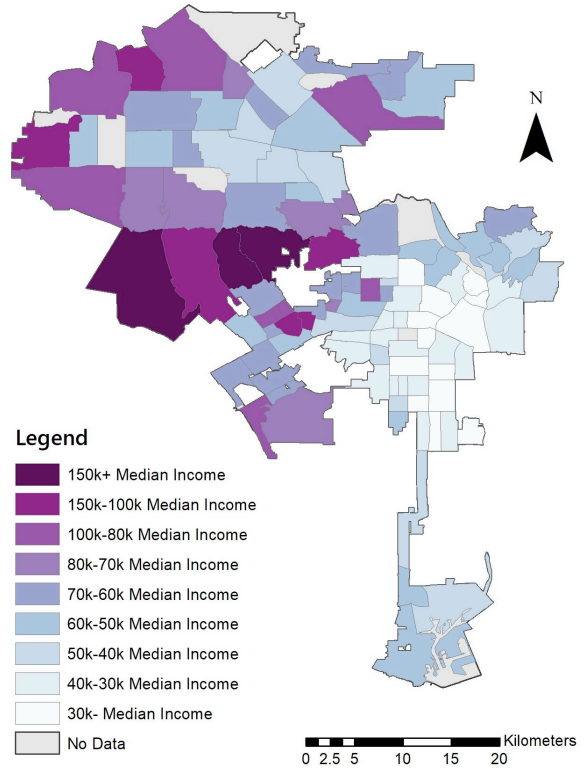 N
Legend
150k+ Median Income
150k-100k Median Income
100k-80k Median Income
80k-70k Median Income
70k-60k Median Income
60k-50k Median Income
50k-40k Median Income
40k-30k Median Income
30k- Median Income
No Data
Kilometers
0 2.5 5 10 15 20